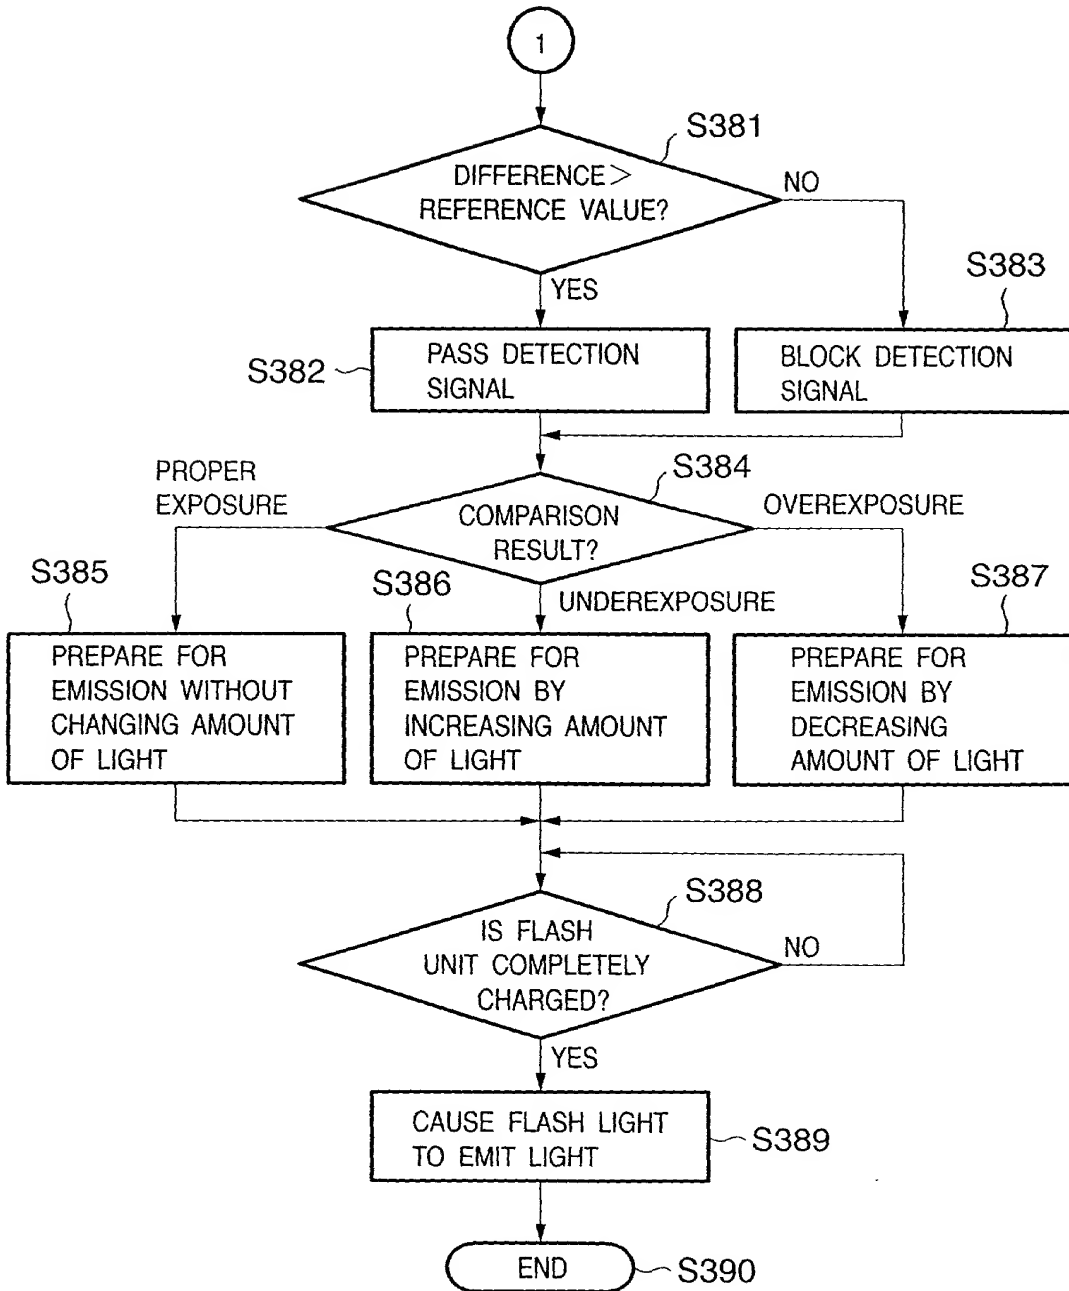 1
S381
DIFFERENCE>
REFERENCE VALUE?
NO
YES
S383
S382
PASS DETECTION
SIGNAL
BLOCK DETECTION
SIGNAL
S384
PROPER
EXPOSURE
COMPARISON
RESULT?
OVEREXPOSURE
S385
S386
UNDEREXPOSURE
S387
PREPARE FOR
EMISSION WITHOUT
CHANGING AMOUNT
OF LIGHT
PREPARE FOR
EMISSION BY
INCREASING AMOUNT
OF LIGHT
PREPARE FOR
EMISSION BY
DECREASING
AMOUNT OF LIGHT
S388
IS FLASH
UNIT COMPLETELY
CHARGED?
NO
YES
CAUSE FLASH LIGHT
TO EMIT LIGHT
S389
END
S390